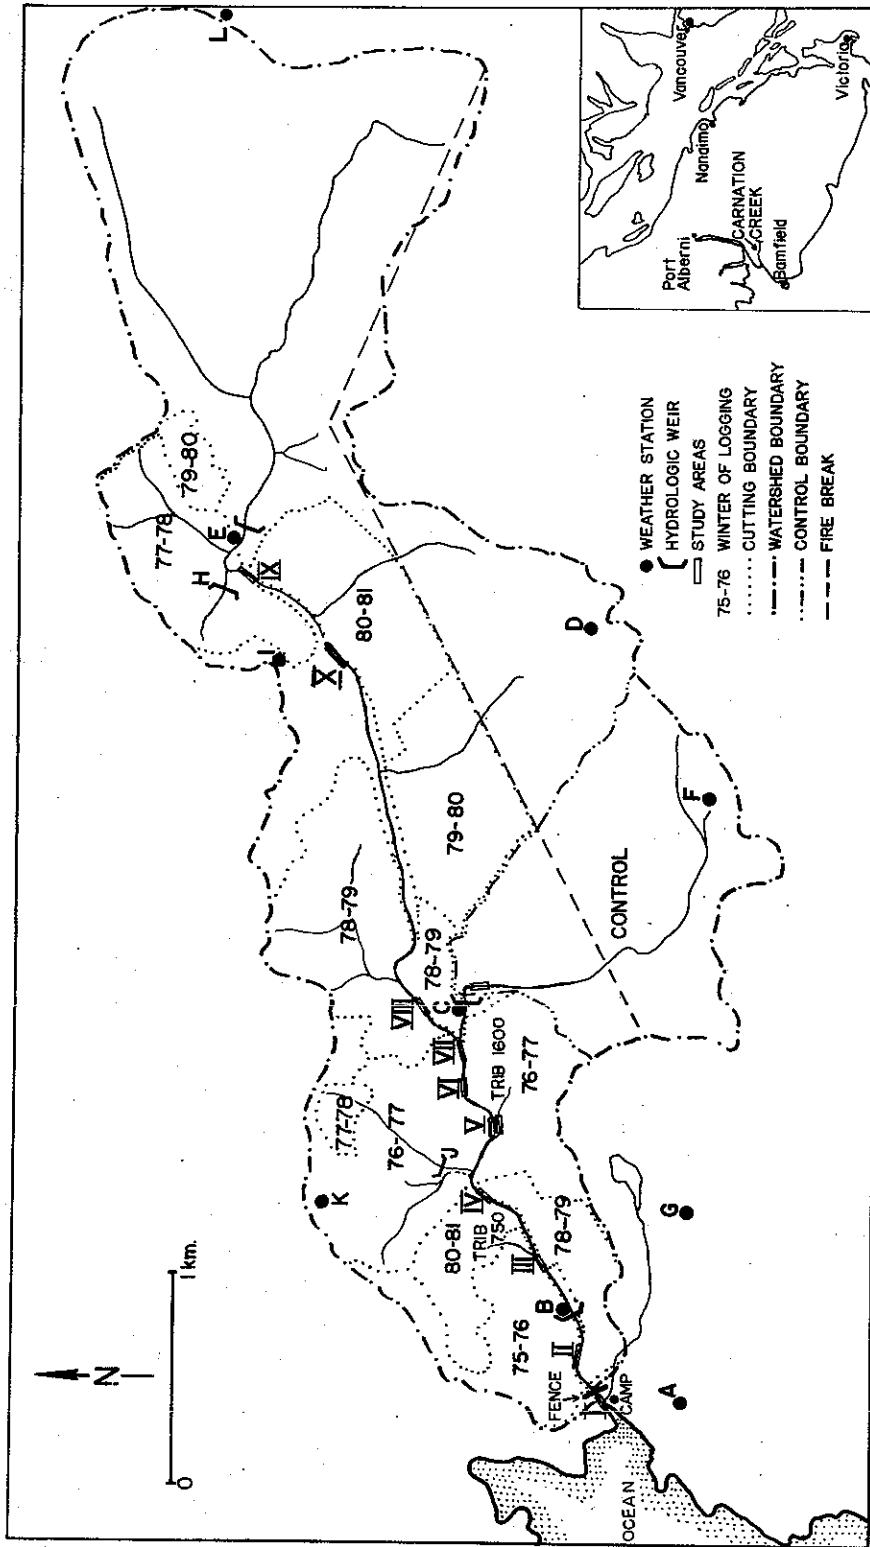 N
0
1 km.
L
79-80
77-78
E
H
IX
I
X
80-81
D
78-79
79-80
F
CONTROL
78-79
VIII
C
VII
VI
TRIB 1600
76-77
V
77-78
76-77
J
K
IV
80-81
TRIB
750
III
78-79
G
75-76
B
II
FENCE
I
CAMP
A
OCEAN
WEATHER STATION
HYDROLOGIC WEIR
STUDY AREAS
75-76 WINTER OF LOGGING
CUTTING BOUNDARY
WATERSHED BOUNDARY
CONTROL BOUNDARY
FIRE BREAK
Port
Alberni
Vancouver
Nanaimo
CARNATION
CREEK
Bamfield
Victoria